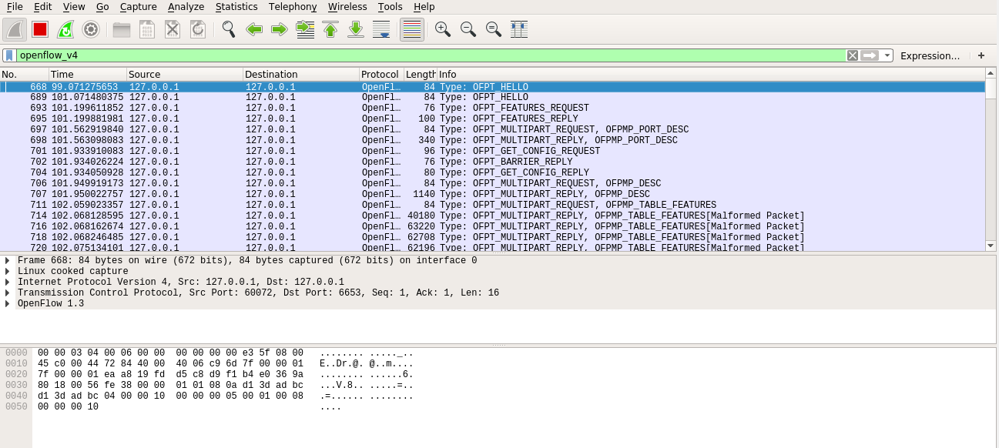 File Edit View Go Capture Analyze Statistics Telephony Wireless Tools Help
openflow_v4 Expression… +
No. Time Source Destination Protocol Length Info
668 99.071275653 127.0.0.1 127.0.0.1 OpenFl… 84 Type: OFPT_HELLO
689 101.071480375 127.0.0.1 127.0.0.1 OpenFl… 84 Type: OFPT_HELLO
693 101.199611852 127.0.0.1 127.0.0.1 OpenFl… 76 Type: OFPT_FEATURES_REQUEST
695 101.199881981 127.0.0.1 127.0.0.1 OpenFl… 100 Type: OFPT_FEATURES_REPLY
697 101.562919840 127.0.0.1 127.0.0.1 OpenFl… 84 Type: OFPT_MULTIPART_REQUEST, OFPMP_PORT_DESC
698 101.563098083 127.0.0.1 127.0.0.1 OpenFl… 340 Type: OFPT_MULTIPART_REPLY, OFPMP_PORT_DESC
701 101.933910083 127.0.0.1 127.0.0.1 OpenFl… 96 Type: OFPT_GET_CONFIG_REQUEST
702 101.934026224 127.0.0.1 127.0.0.1 OpenFl… 76 Type: OFPT_BARRIER_REPLY
704 101.934050928 127.0.0.1 127.0.0.1 OpenFl… 80 Type: OFPT_GET_CONFIG_REPLY
706 101.949919173 127.0.0.1 127.0.0.1 OpenFl… 84 Type: OFPT_MULTIPART_REQUEST, OFPMP_DESC
707 101.950022757 127.0.0.1 127.0.0.1 OpenFl… 1140 Type: OFPT_MULTIPART_REPLY, OFPMP_DESC
711 102.059023357 127.0.0.1 127.0.0.1 OpenFl… 84 Type: OFPT_MULTIPART_REQUEST, OFPMP_TABLE_FEATURES
714 102.068128595 127.0.0.1 127.0.0.1 OpenFl… 40180 Type: OFPT_MULTIPART_REPLY, OFPMP_TABLE_FEATURES[Malformed Packet]
716 102.068162674 127.0.0.1 127.0.0.1 OpenFl… 63220 Type: OFPT_MULTIPART_REPLY, OFPMP_TABLE_FEATURES[Malformed Packet]
718 102.068246485 127.0.0.1 127.0.0.1 OpenFl… 62708 Type: OFPT_MULTIPART_REPLY, OFPMP_TABLE_FEATURES[Malformed Packet]
720 102.075134101 127.0.0.1 127.0.0.1 OpenFl… 62196 Type: OFPT_MULTIPART_REPLY, OFPMP_TABLE_FEATURES[Malformed Packet]
Frame 668: 84 bytes on wire (672 bits), 84 bytes captured (672 bits) on interface 0
Linux cooked capture
Internet Protocol Version 4, Src: 127.0.0.1, Dst: 127.0.0.1
Transmission Control Protocol, Src Port: 60072, Dst Port: 6653, Seq: 1, Ack: 1, Len: 16
OpenFlow 1.3
0000 00 00 03 04 00 06 00 00 00 00 00 00 e3 5f 08 00 ........ ....._..
0010 45 c0 00 44 72 84 40 00 40 06 c9 6d 7f 00 00 01 E..Dr.@. @..m....
0020 7f 00 00 01 ea a8 19 fd d5 c8 d9 f1 b4 e0 36 9a ........ ......6.
0030 80 18 00 56 fe 38 00 00 01 01 08 0a d1 3d ad bc ...V.8.. .....=..
0040 d1 3d ad bc 04 00 00 10 00 00 00 05 00 01 00 08 .=...... ........
0050 00 00 00 10 ....